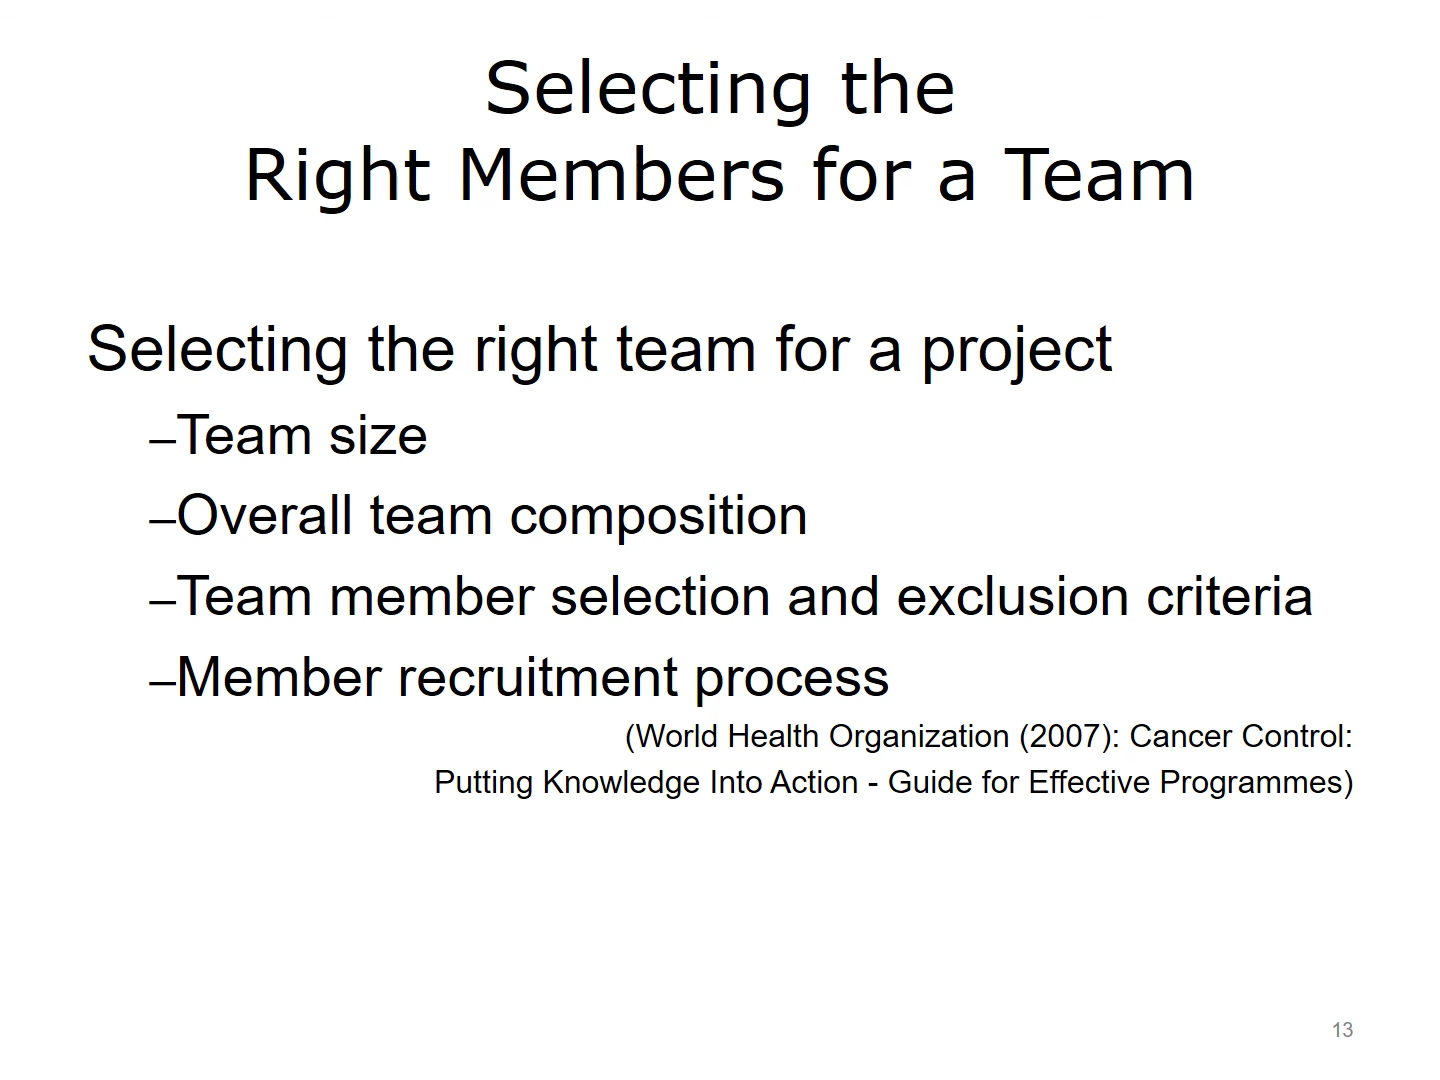 Selecting the
Right Members for a Team
Selecting the right team for a project
–Team size
–Overall team composition
–Team member selection and exclusion criteria
–Member recruitment process
(World Health Organization (2007): Cancer Control:
Putting Knowledge Into Action - Guide for Effective Programmes)
13